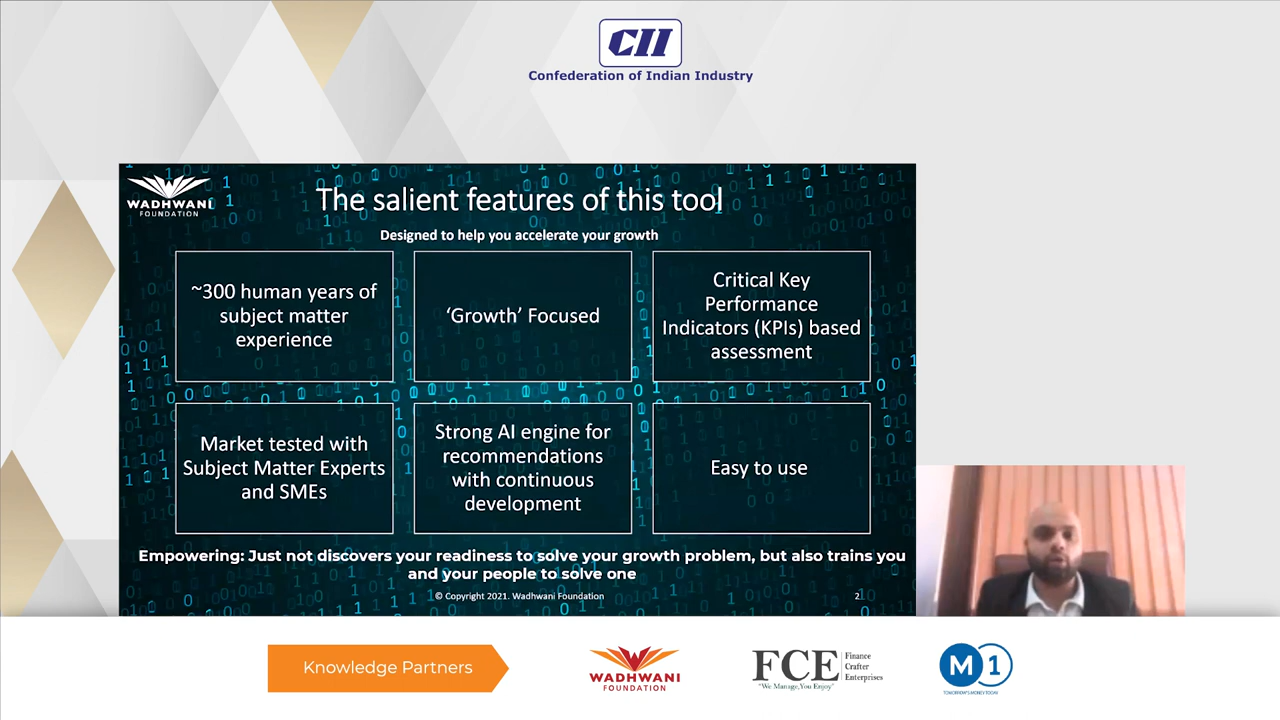 CII
Confederation of Indian Industry
WADHWANI
FOUNDATION
The salient features of this tool
Designed to help you accelerate your growth
~300 human years of
subject matter
experience
‘Growth’ Focused
Critical Key
Performance
Indicators (KPIs) based
assessment
Market tested with
Subject Matter Experts
and SMEs
Strong AI engine for
recommendations
with continuous
development
Easy to use
Empowering: Just not discovers your readiness to solve your growth problem, but also trains you
and your people to solve one
© Copyright 2021. Wadhwani Foundation
2
Knowledge Partners
WADHWANI
FOUNDATION
FCE
Finance
Crafter
Enterprises
"We Manage,You Enjoy"
M1
TOMORROW'S MONEY TODAY